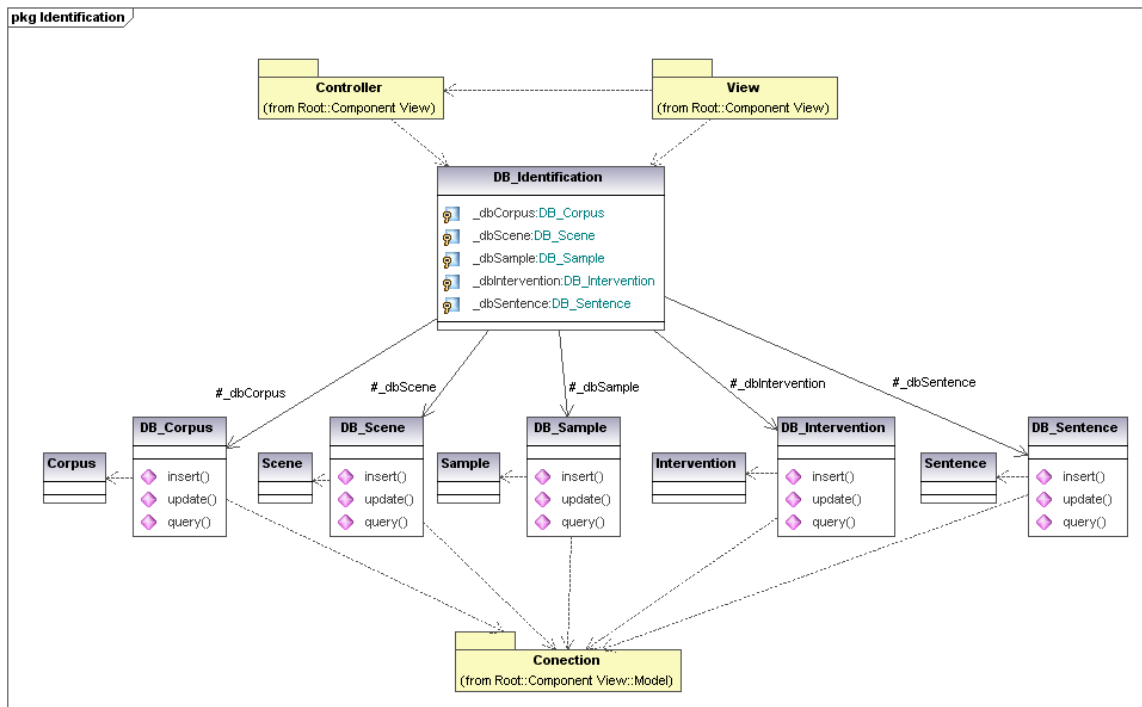 pkg Identification
Controller
(from Root::Component View)
View
(from Root::Component View)
DB_Identification
_dbCorpus:DB_Corpus
_dbScene:DB_Scene
_dbSample:DB_Sample
_dbIntervention:DB_Intervention
_dbSentence:DB_Sentence
#_dbCorpus
#_dbScene
#_dbSample
#_dbIntervention
#_dbSentence
Corpus
DB_Corpus
insert()
update()
query()
Scene
DB_Scene
insert()
update()
query()
Sample
DB_Sample
insert()
update()
query()
Intervention
DB_Intervention
insert()
update()
query()
Sentence
DB_Sentence
insert()
update()
query()
Conection
(from Root::Component View::Model)